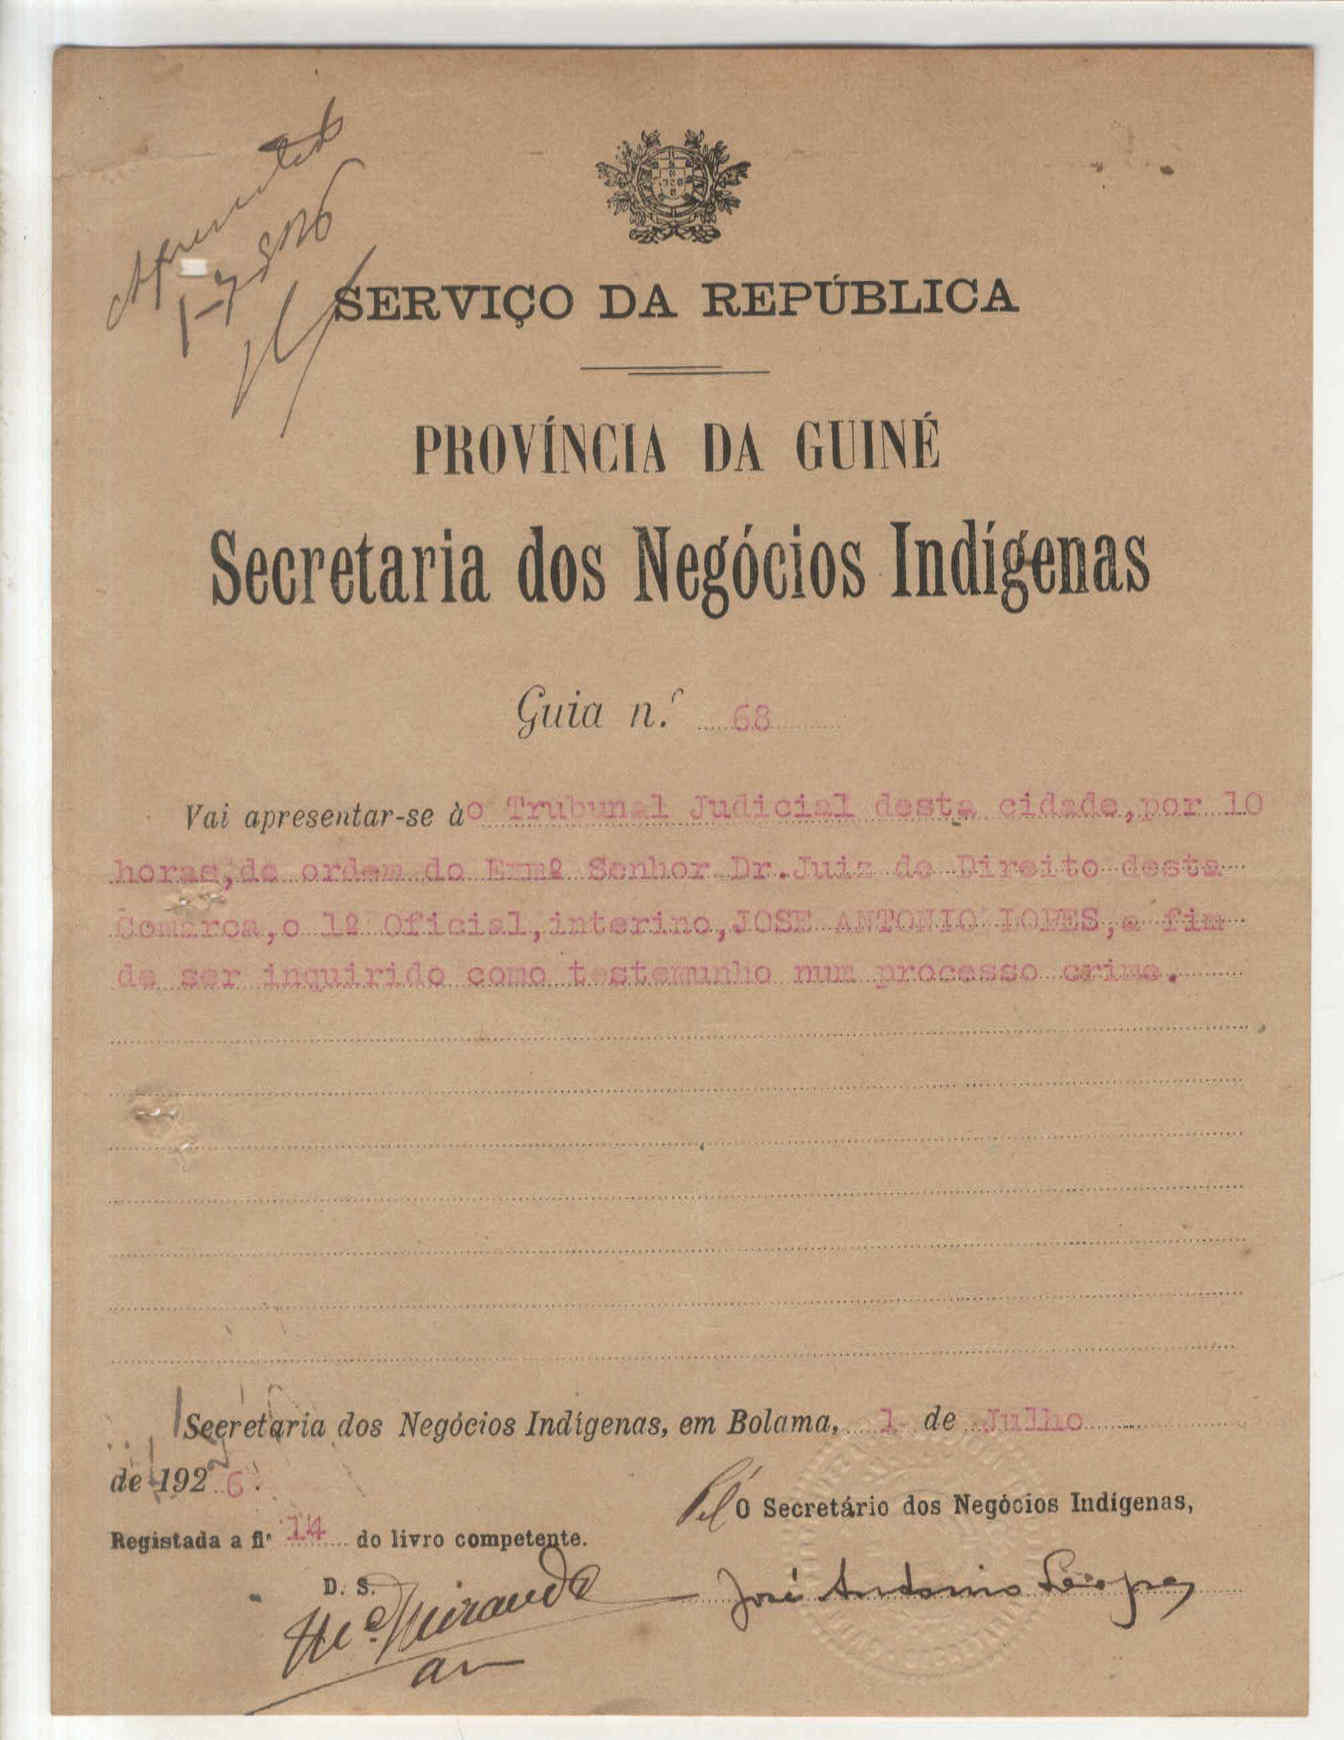 Apresentado
1-7-926
SERVIÇO DA REPÚBLICA
PROVÍNCIA DA GUINÉ
Secretaria dos Negócios Indígenas
Guia n.º 68
Vai apresentar-se ào Trubunal Judicial desta cidade,por 10
horas,de ordem do Exmº Senhor Dr.Juiz de Direito desta
Comarca,o 1º Oficial,interino,JOSE ANTONIO LOPES,a fim
de ser inquirido como testemunho num processo crime.
Secretaria dos Negócios Indígenas, em Bolama, 1 de Julho
de 1926.
Pel O Secretário dos Negócios Indígenas,
Registada a fl. 14 do livro competente.
D. S.
José Antonio Lopes
Miranda